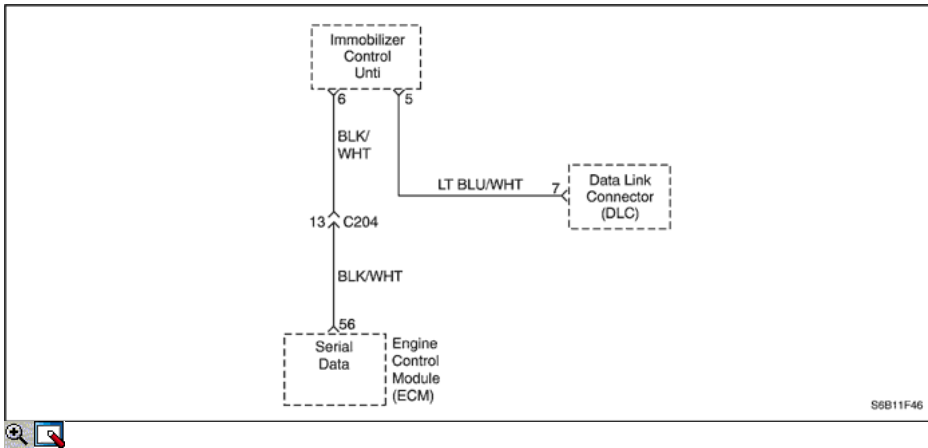 Immobilizer
Control
Unti
6
5
BLK/
WHT
LT BLU/WHT
7
Data Link
Connector
(DLC)
13
C204
BLK/WHT
56
Serial
Data
Engine
Control
Module
(ECM)
S6B11F46